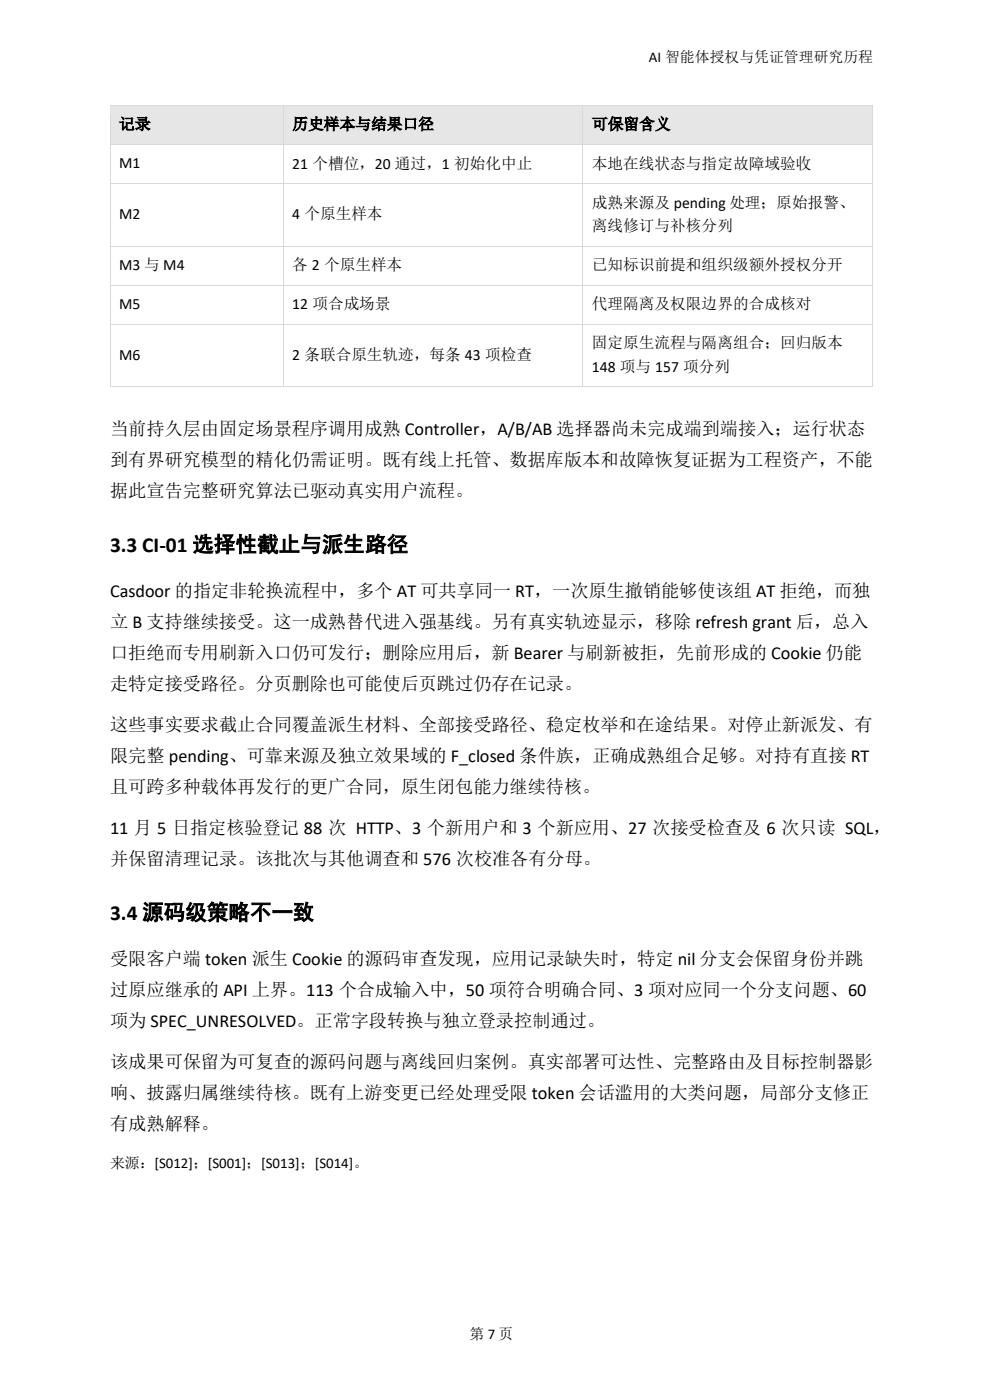 AI 智能体授权与凭证管理研究历程
记录 历史样本与结果口径 可保留含义
M1 21 个槽位，20 通过，1 初始化中止 本地在线状态与指定故障域验收
M2 4 个原生样本 成熟来源及 pending 处理；原始报警、
离线修订与补核分列
M3 与 M4 各 2 个原生样本 已知标识前提和组织级额外授权分开
M5 12 项合成场景 代理隔离及权限边界的合成核对
M6 2 条联合原生轨迹，每条 43 项检查 固定原生流程与隔离组合；回归版本
148 项与 157 项分列
当前持久层由固定场景程序调用成熟 Controller，A/B/AB 选择器尚未完成端到端接入；运行状态
到有界研究模型的精化仍需证明。既有线上托管、数据库版本和故障恢复证据为工程资产，不能
据此宣告完整研究算法已驱动真实用户流程。
3.3 CI-01 选择性截止与派生路径
Casdoor 的指定非轮换流程中，多个 AT 可共享同一 RT，一次原生撤销能够使该组 AT 拒绝，而独
立 B 支持继续接受。这一成熟替代进入强基线。另有真实轨迹显示，移除 refresh grant 后，总入
口拒绝而专用刷新入口仍可发行；删除应用后，新 Bearer 与刷新被拒，先前形成的 Cookie 仍能
走特定接受路径。分页删除也可能使后页跳过仍存在记录。
这些事实要求截止合同覆盖派生材料、全部接受路径、稳定枚举和在途结果。对停止新派发、有
限完整 pending、可靠来源及独立效果域的 F_closed 条件族，正确成熟组合足够。对持有直接 RT
且可跨多种载体再发行的更广合同，原生闭包能力继续待核。
11 月 5 日指定核验登记 88 次 HTTP、3 个新用户和 3 个新应用、27 次接受检查及 6 次只读 SQL，
并保留清理记录。该批次与其他调查和 576 次校准各有分母。
3.4 源码级策略不一致
受限客户端 token 派生 Cookie 的源码审查发现，应用记录缺失时，特定 nil 分支会保留身份并跳
过原应继承的 API 上界。113 个合成输入中，50 项符合明确合同、3 项对应同一个分支问题、60
项为 SPEC_UNRESOLVED。正常字段转换与独立登录控制通过。
该成果可保留为可复查的源码问题与离线回归案例。真实部署可达性、完整路由及目标控制器影
响、披露归属继续待核。既有上游变更已经处理受限 token 会话滥用的大类问题，局部分支修正
有成熟解释。
来源：[S012]；[S001]；[S013]；[S014]。
第 7 页